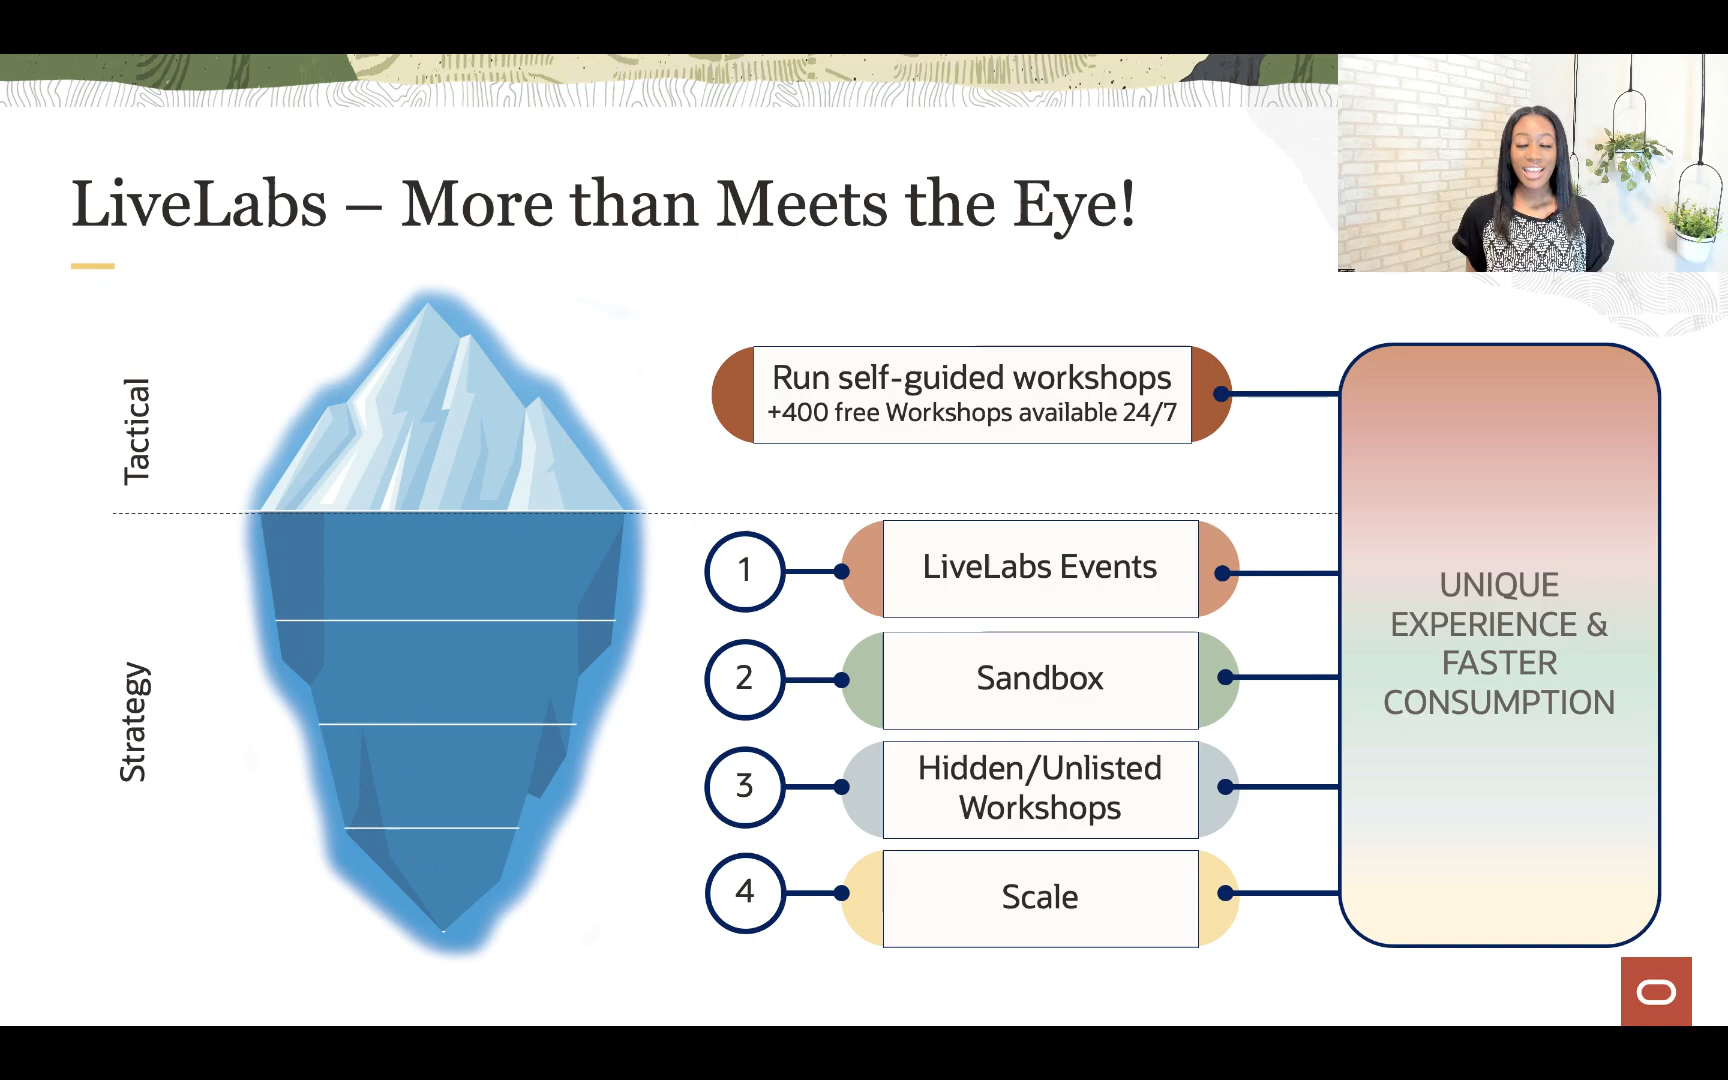 LiveLabs – More than Meets the Eye!
Tactical
Run self-guided workshops
+400 free Workshops available 24/7
Strategy
1
LiveLabs Events
2
Sandbox
3
Hidden/Unlisted
Workshops
4
Scale
UNIQUE
EXPERIENCE &
FASTER
CONSUMPTION